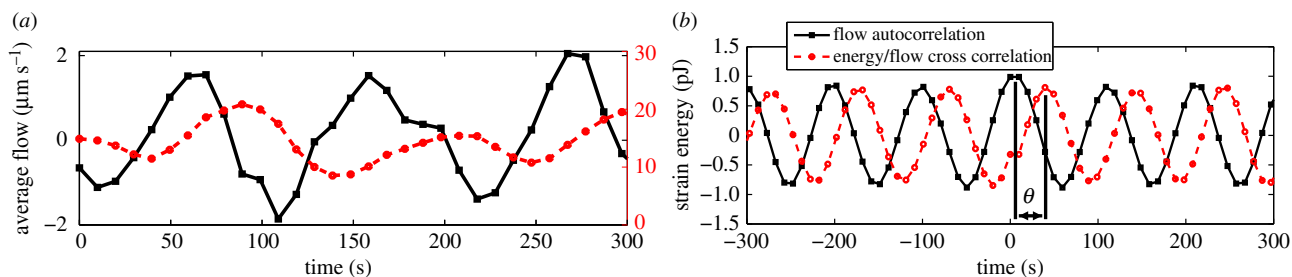 (a)
average flow (µm s⁻¹)
2
0
−2
30
20
10
0
0 50 100 150 200 250 300
time (s)
(b)
flow autocorrelation
energy/flow cross correlation
strain energy (pJ)
1.5
1.0
0.5
0
−0.5
−1.0
−1.5
θ
−300 −200 −100 0 100 200 300
time (s)